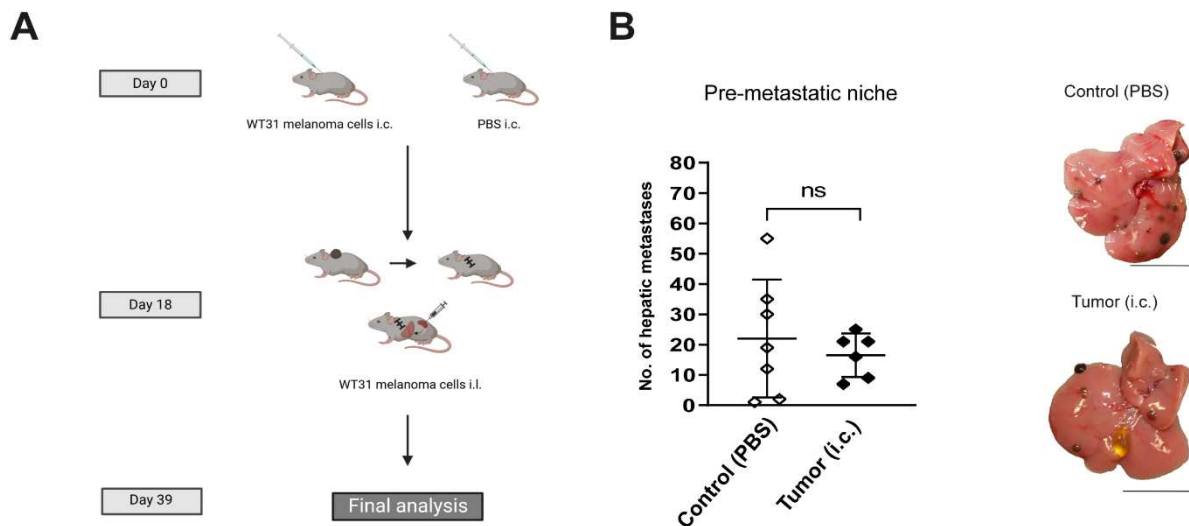 A
Day 0
WT31 melanoma cells i.c.
PBS i.c.
Day 18
WT31 melanoma cells i.l.
Day 39
Final analysis
B
Pre-metastatic niche
No. of hepatic metastases
80
70
60
50
40
30
20
10
0
ns
Control (PBS)
Tumor (i.c.)
Control (PBS)
Tumor (i.c.)